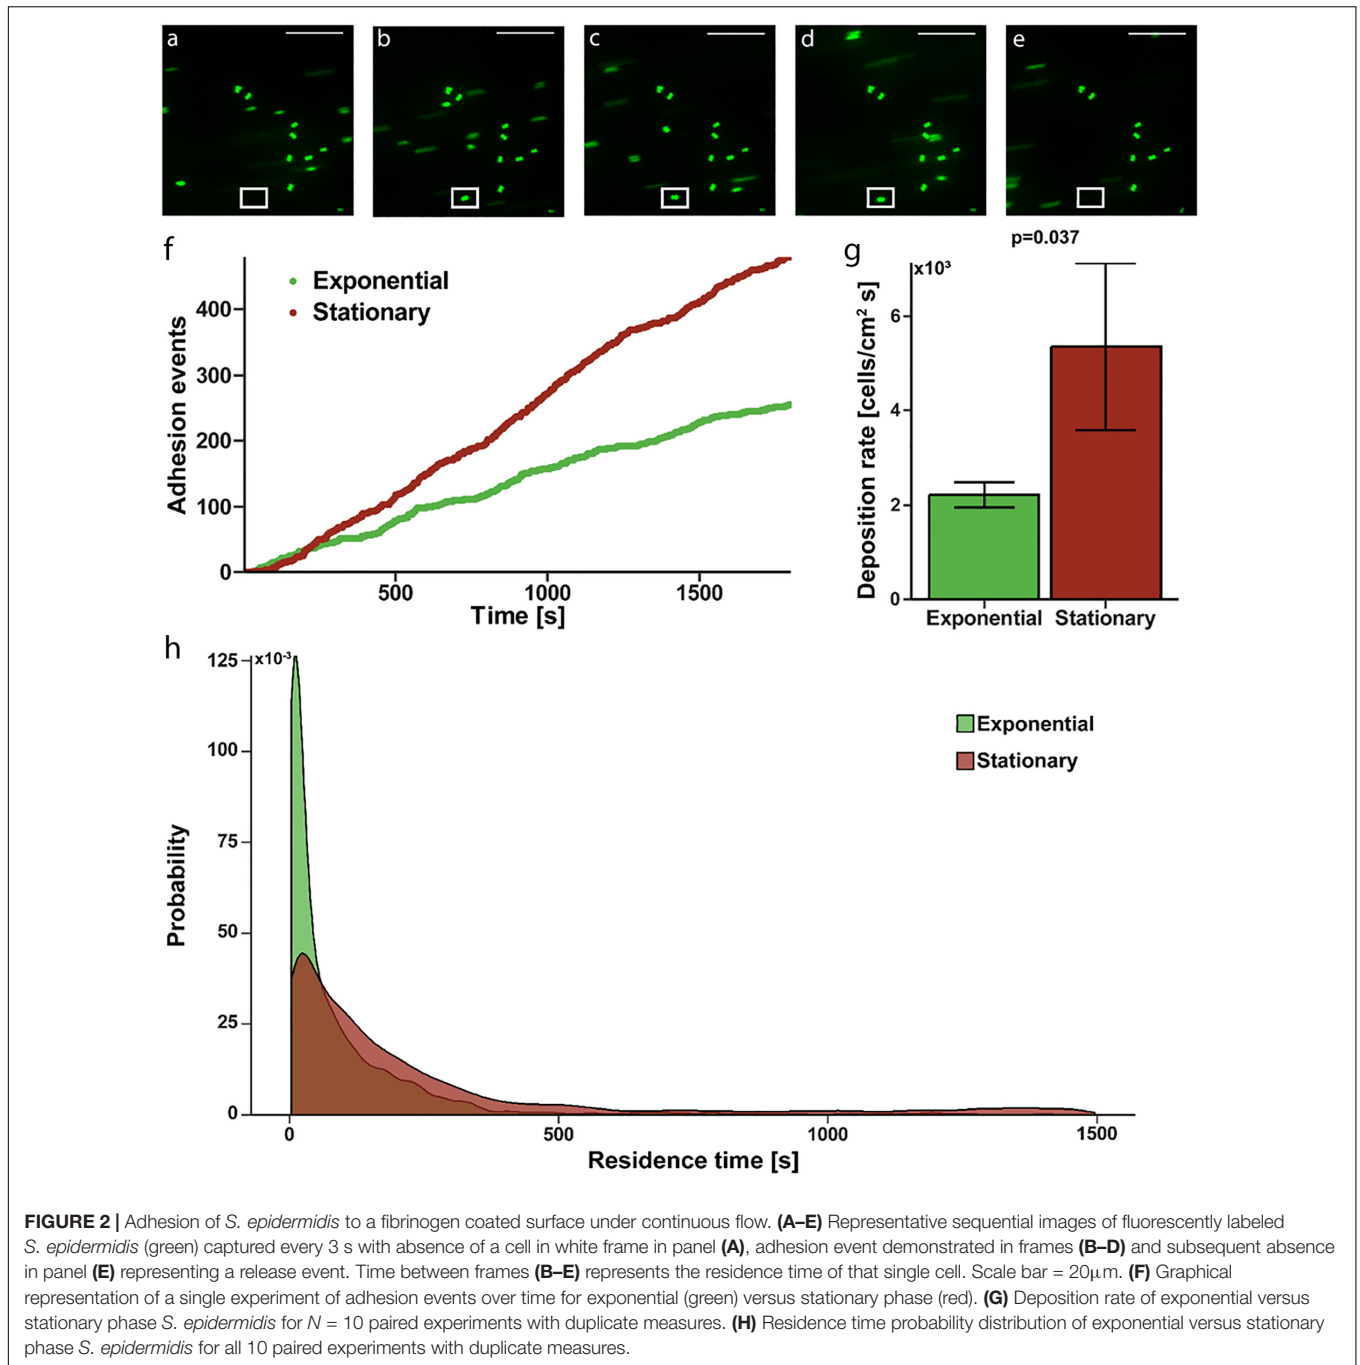 a b c d e
f
Exponential
Stationary
Adhesion events
400
300
200
100
0
500 1000 1500
Time [s]
g
p=0.037
x10³
Deposition rate [cells/cm² s]
6
4
2
0
Exponential Stationary
h
x10⁻³
Probability
125
100
75
50
25
0
Exponential
Stationary
0 500 1000 1500
Residence time [s]
FIGURE 2 | Adhesion of S. epidermidis to a fibrinogen coated surface under continuous flow. (A–E) Representative sequential images of fluorescently labeled
S. epidermidis (green) captured every 3 s with absence of a cell in white frame in panel (A), adhesion event demonstrated in frames (B–D) and subsequent absence
in panel (E) representing a release event. Time between frames (B–E) represents the residence time of that single cell. Scale bar = 20μm. (F) Graphical
representation of a single experiment of adhesion events over time for exponential (green) versus stationary phase (red). (G) Deposition rate of exponential versus
stationary phase S. epidermidis for N = 10 paired experiments with duplicate measures. (H) Residence time probability distribution of exponential versus stationary
phase S. epidermidis for all 10 paired experiments with duplicate measures.